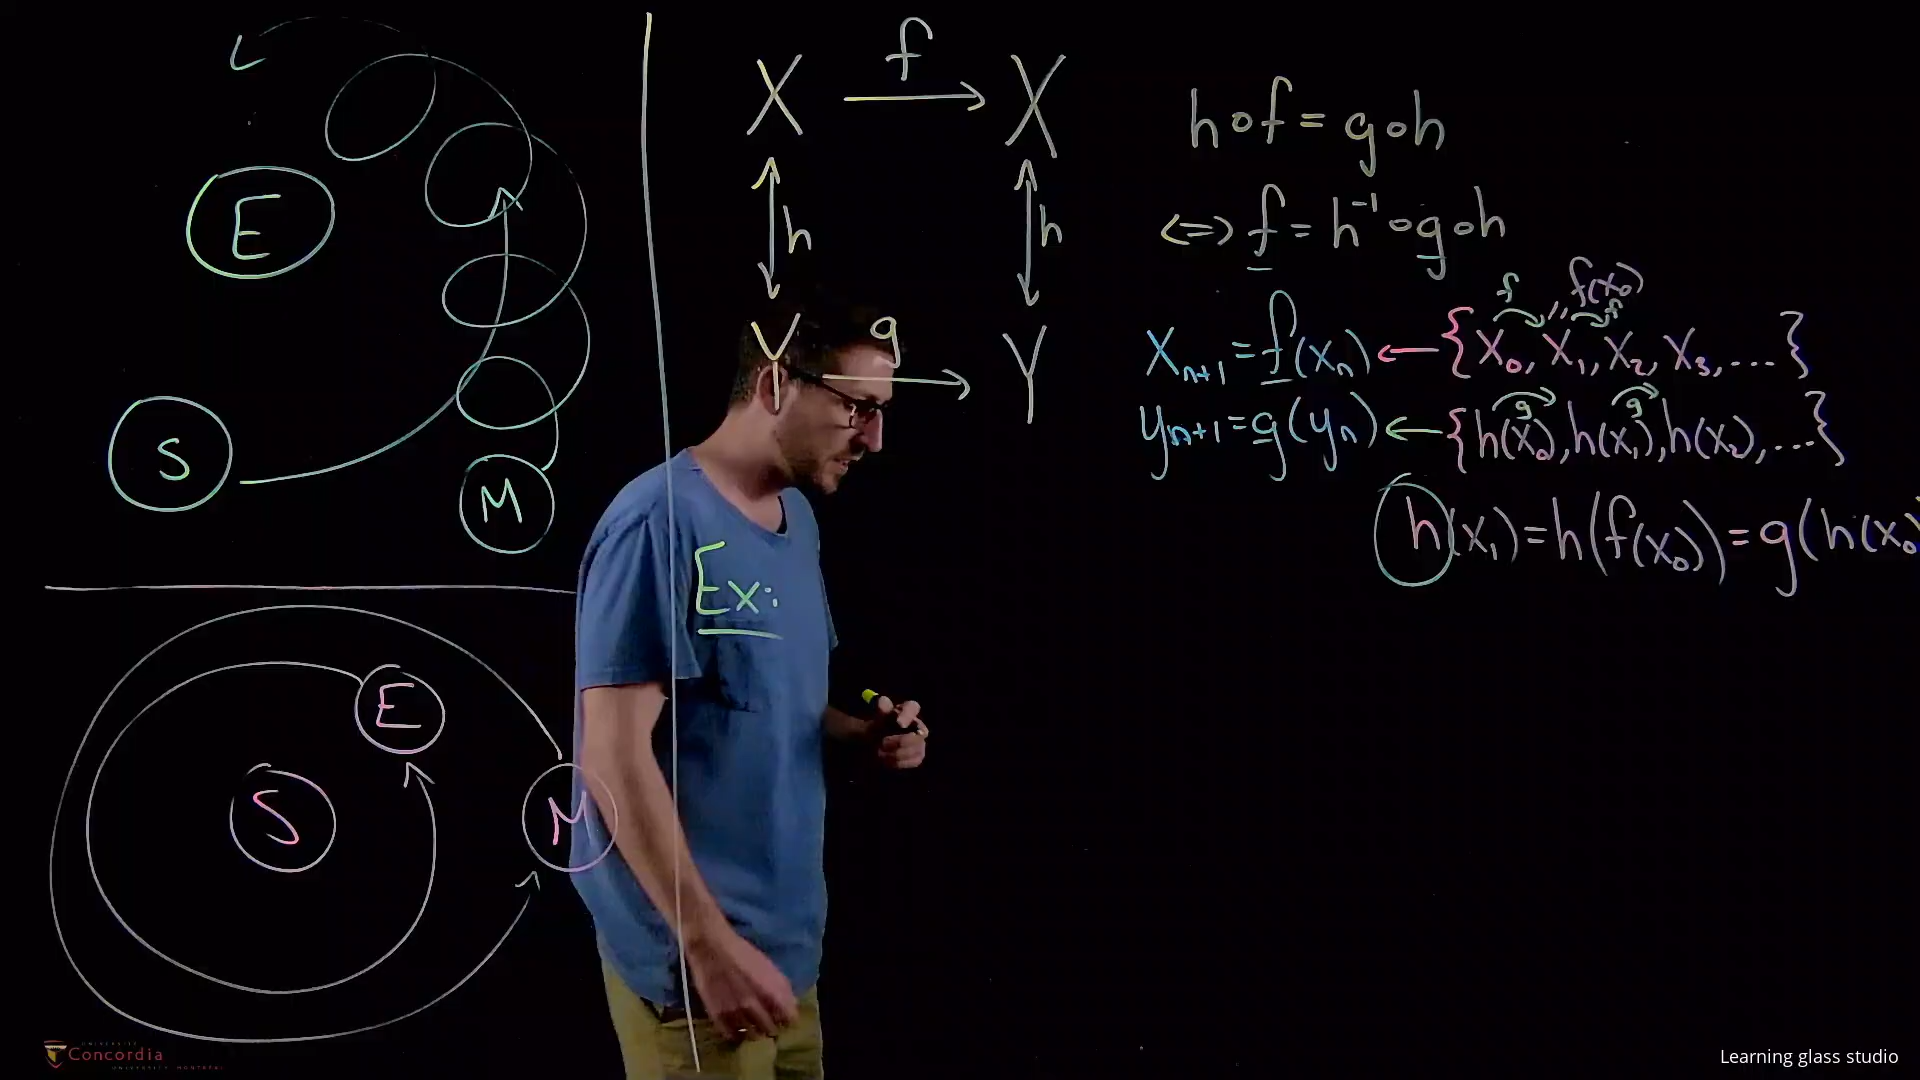 E
S
M
X f X
h h
Y g Y
h∘f = g∘h
<=> f = h⁻¹∘g∘h
f f(x₀) f
Xₙ₊₁ = f(xₙ) ← {X₀, X₁, X₂, X₃, ....}
g g
yₙ₊₁ = g(yₙ) ← {h(x₀), h(x₁), h(x₂), ...}
h(x₁) = h(f(x₀)) = g(h(x₀)
Ex:
E
S
M
Concordia
Learning glass studio